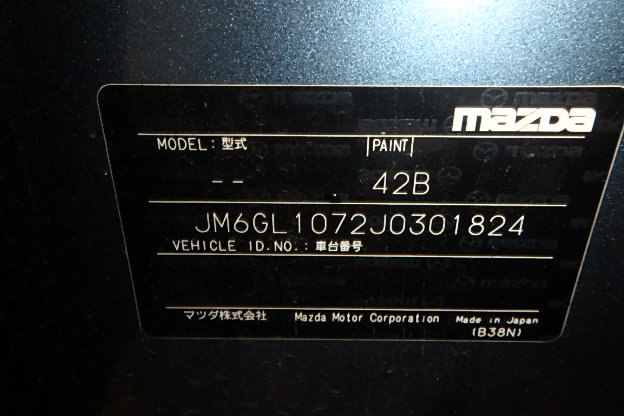 mazda
MODEL : 型式 PAINT
-- 42B
JM6GL1072J0301824
VEHICLE ID.NO. : 車台番号
マツダ株式会社 Mazda Motor Corporation Made in Japan
(B38N)